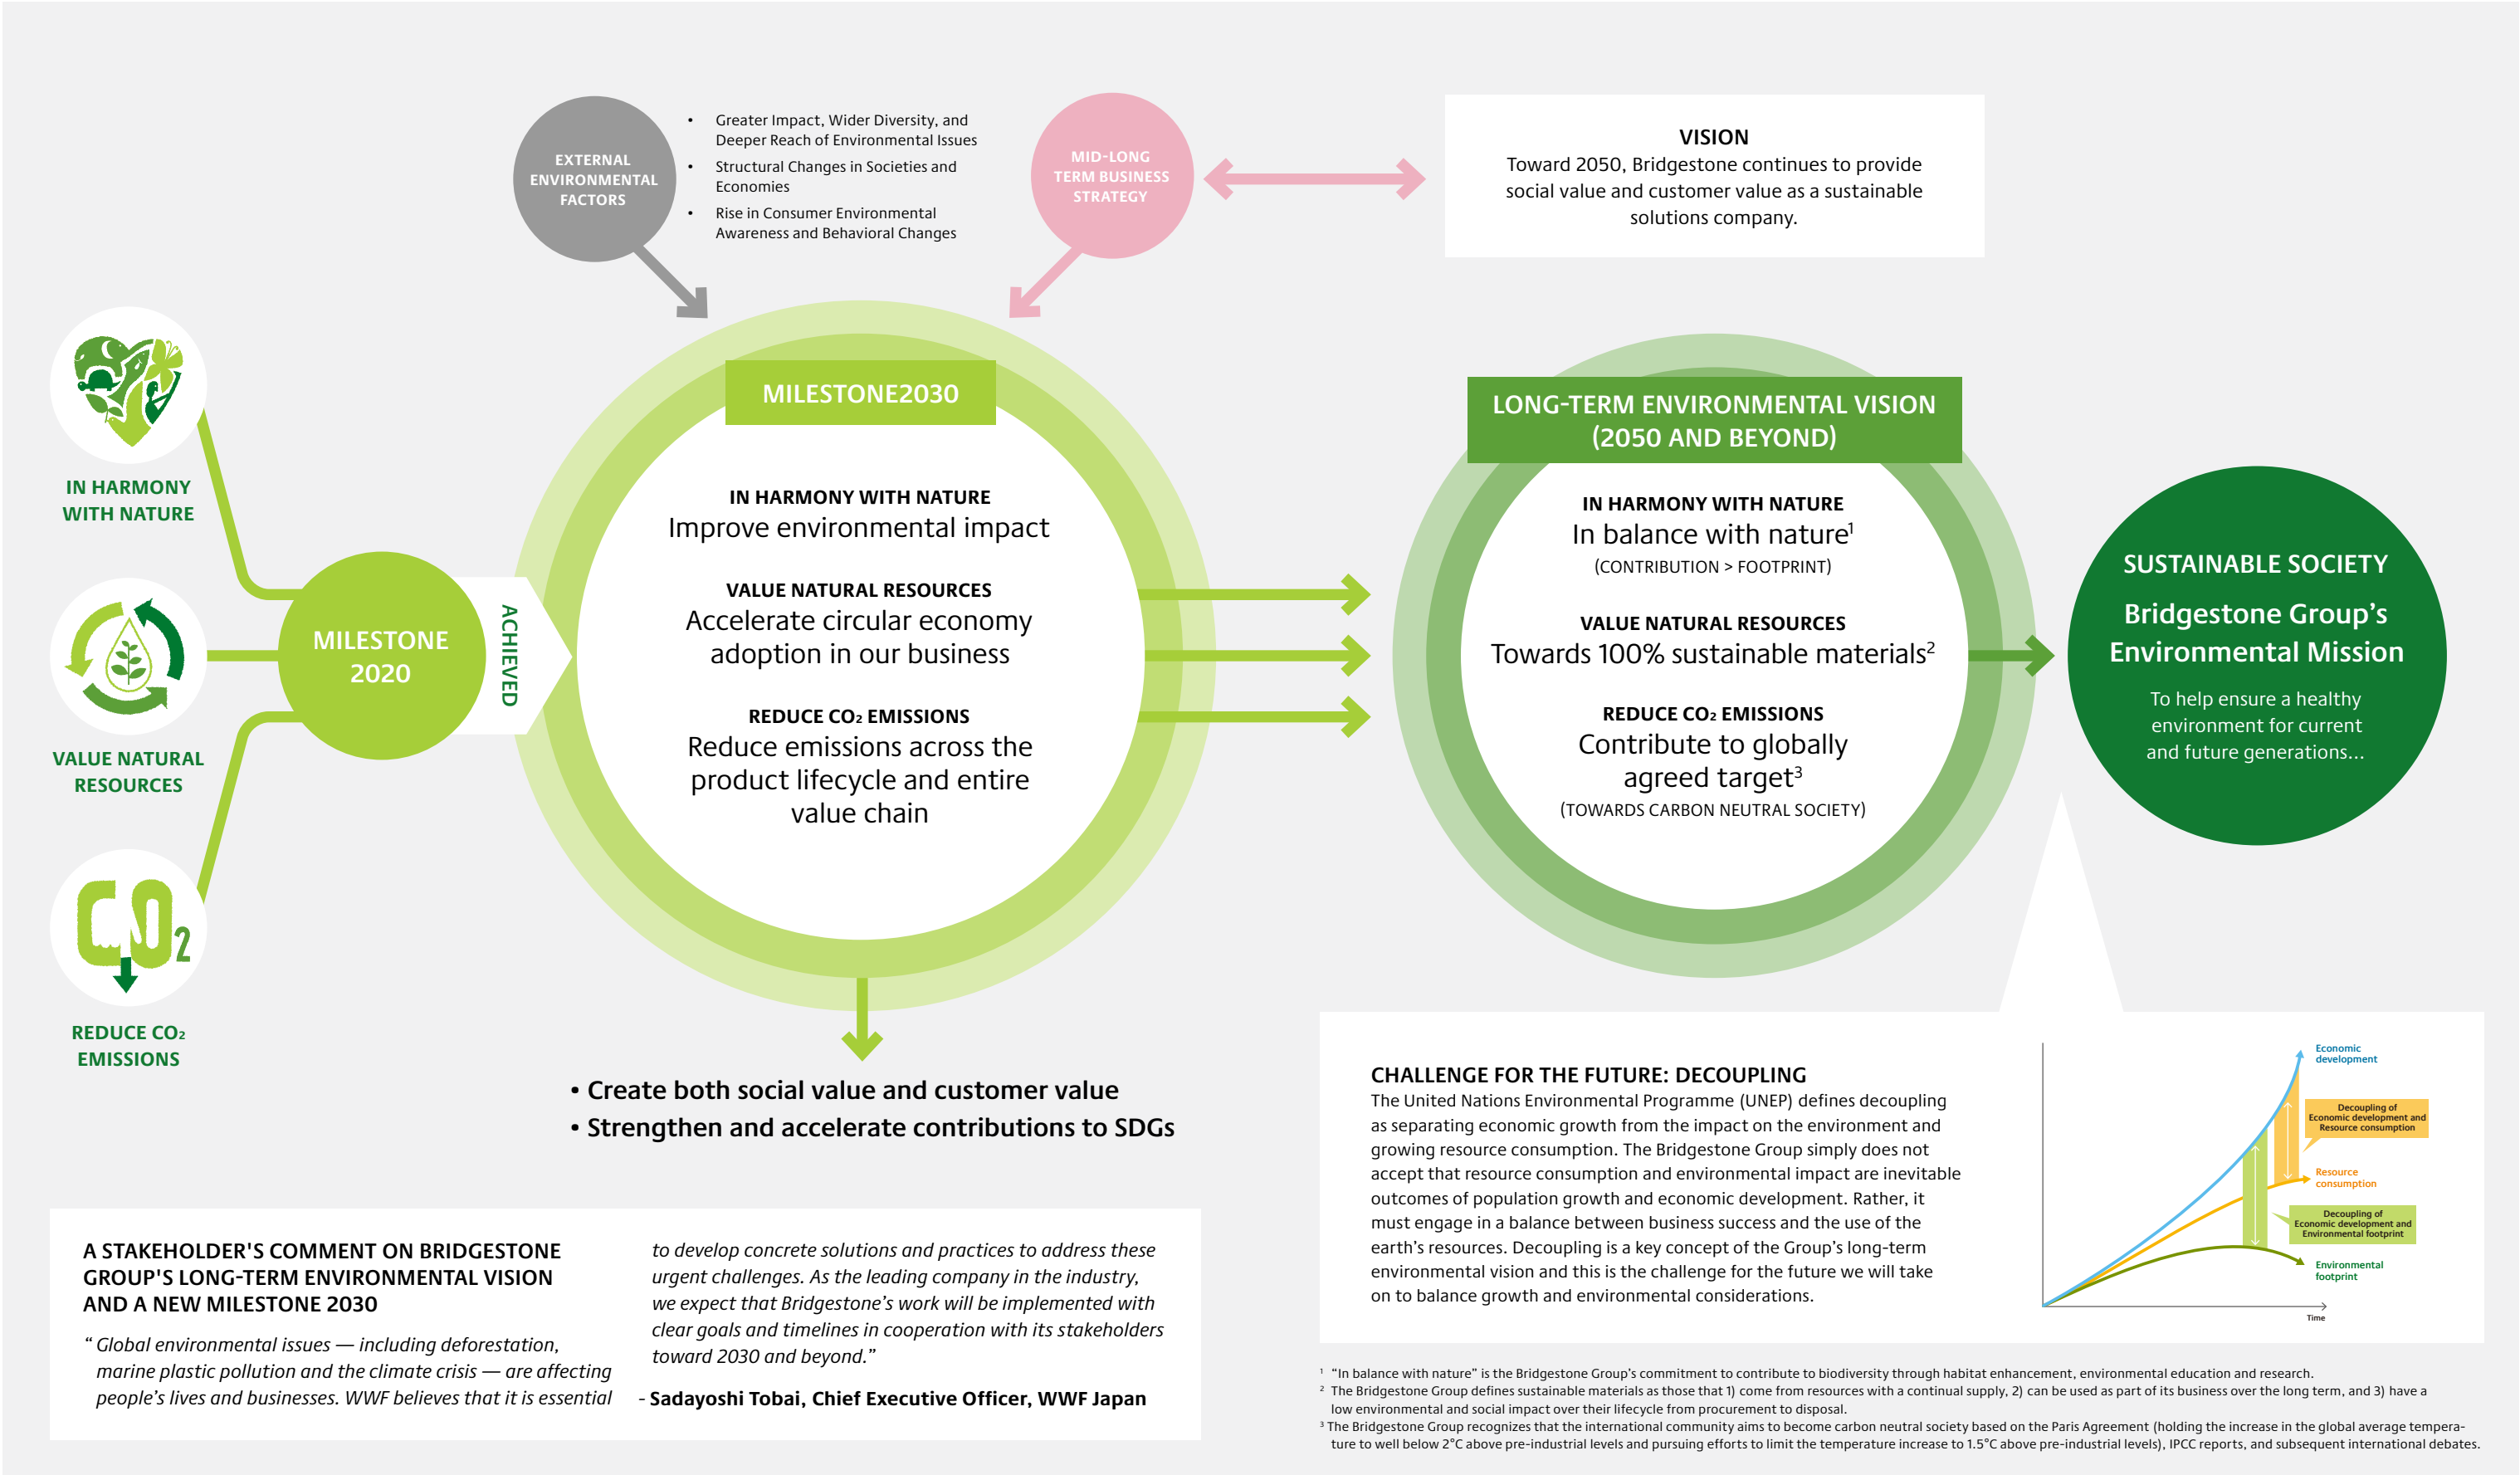 EXTERNAL
ENVIRONMENTAL
FACTORS
• Greater Impact, Wider Diversity, and
Deeper Reach of Environmental Issues
• Structural Changes in Societies and
Economies
• Rise in Consumer Environmental
Awareness and Behavioral Changes
MID-LONG
TERM BUSINESS
STRATEGY
VISION
Toward 2050, Bridgestone continues to provide
social value and customer value as a sustainable
solutions company.
IN HARMONY
WITH NATURE
VALUE NATURAL
RESOURCES
CO2
REDUCE CO₂
EMISSIONS
MILESTONE
2020
ACHIEVED
MILESTONE2030
IN HARMONY WITH NATURE
Improve environmental impact
VALUE NATURAL RESOURCES
Accelerate circular economy
adoption in our business
REDUCE CO₂ EMISSIONS
Reduce emissions across the
product lifecycle and entire
value chain
• Create both social value and customer value
• Strengthen and accelerate contributions to SDGs
LONG-TERM ENVIRONMENTAL VISION
(2050 AND BEYOND)
IN HARMONY WITH NATURE
In balance with nature¹
(CONTRIBUTION > FOOTPRINT)
VALUE NATURAL RESOURCES
Towards 100% sustainable materials²
REDUCE CO₂ EMISSIONS
Contribute to globally
agreed target³
(TOWARDS CARBON NEUTRAL SOCIETY)
SUSTAINABLE SOCIETY
Bridgestone Group’s
Environmental Mission
To help ensure a healthy
environment for current
and future generations...
A STAKEHOLDER'S COMMENT ON BRIDGESTONE
GROUP'S LONG-TERM ENVIRONMENTAL VISION
AND A NEW MILESTONE 2030
“ Global environmental issues — including deforestation,
marine plastic pollution and the climate crisis — are affecting
people’s lives and businesses. WWF believes that it is essential
to develop concrete solutions and practices to address these
urgent challenges. As the leading company in the industry,
we expect that Bridgestone’s work will be implemented with
clear goals and timelines in cooperation with its stakeholders
toward 2030 and beyond.”
- Sadayoshi Tobai, Chief Executive Officer, WWF Japan
CHALLENGE FOR THE FUTURE: DECOUPLING
The United Nations Environmental Programme (UNEP) defines decoupling
as separating economic growth from the impact on the environment and
growing resource consumption. The Bridgestone Group simply does not
accept that resource consumption and environmental impact are inevitable
outcomes of population growth and economic development. Rather, it
must engage in a balance between business success and the use of the
earth’s resources. Decoupling is a key concept of the Group’s long-term
environmental vision and this is the challenge for the future we will take
on to balance growth and environmental considerations.
Economic
development
Decoupling of
Economic development and
Resource consumption
Resource
consumption
Decoupling of
Economic development and
Environmental footprint
Environmental
footprint
Time
¹ “In balance with nature” is the Bridgestone Group’s commitment to contribute to biodiversity through habitat enhancement, environmental education and research.
² The Bridgestone Group defines sustainable materials as those that 1) come from resources with a continual supply, 2) can be used as part of its business over the long term, and 3) have a
low environmental and social impact over their lifecycle from procurement to disposal.
³ The Bridgestone Group recognizes that the international community aims to become carbon neutral society based on the Paris Agreement (holding the increase in the global average tempera-
ture to well below 2°C above pre-industrial levels and pursuing efforts to limit the temperature increase to 1.5°C above pre-industrial levels), IPCC reports, and subsequent international debates.